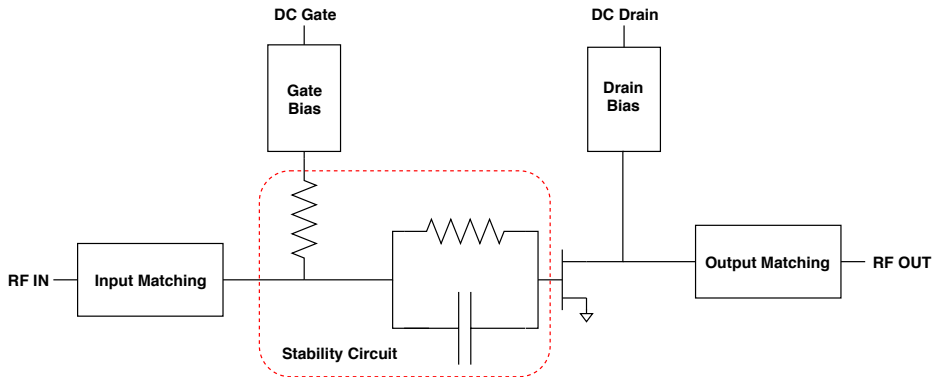 DC Gate
DC Drain
Gate
Bias
Drain
Bias
RF IN
Input Matching
Output Matching
RF OUT
Stability Circuit